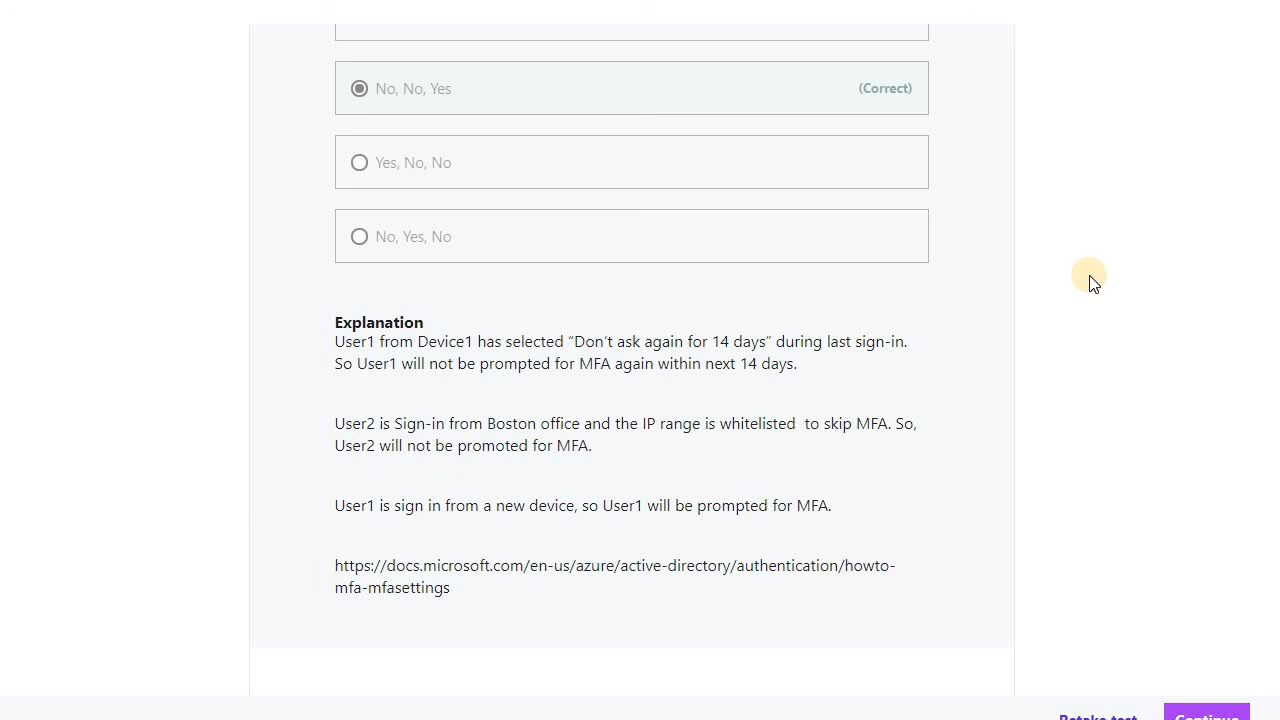 No, No, Yes
(Correct)
Yes, No, No
No, Yes, No
Explanation
User1 from Device1 has selected “Don’t ask again for 14 days” during last sign-in.
So User1 will not be prompted for MFA again within next 14 days.
User2 is Sign-in from Boston office and the IP range is whitelisted  to skip MFA. So,
User2 will not be promoted for MFA.
User1 is sign in from a new device, so User1 will be prompted for MFA.
https://docs.microsoft.com/en-us/azure/active-directory/authentication/howto-
mfa-mfasettings
Retake test
Continue